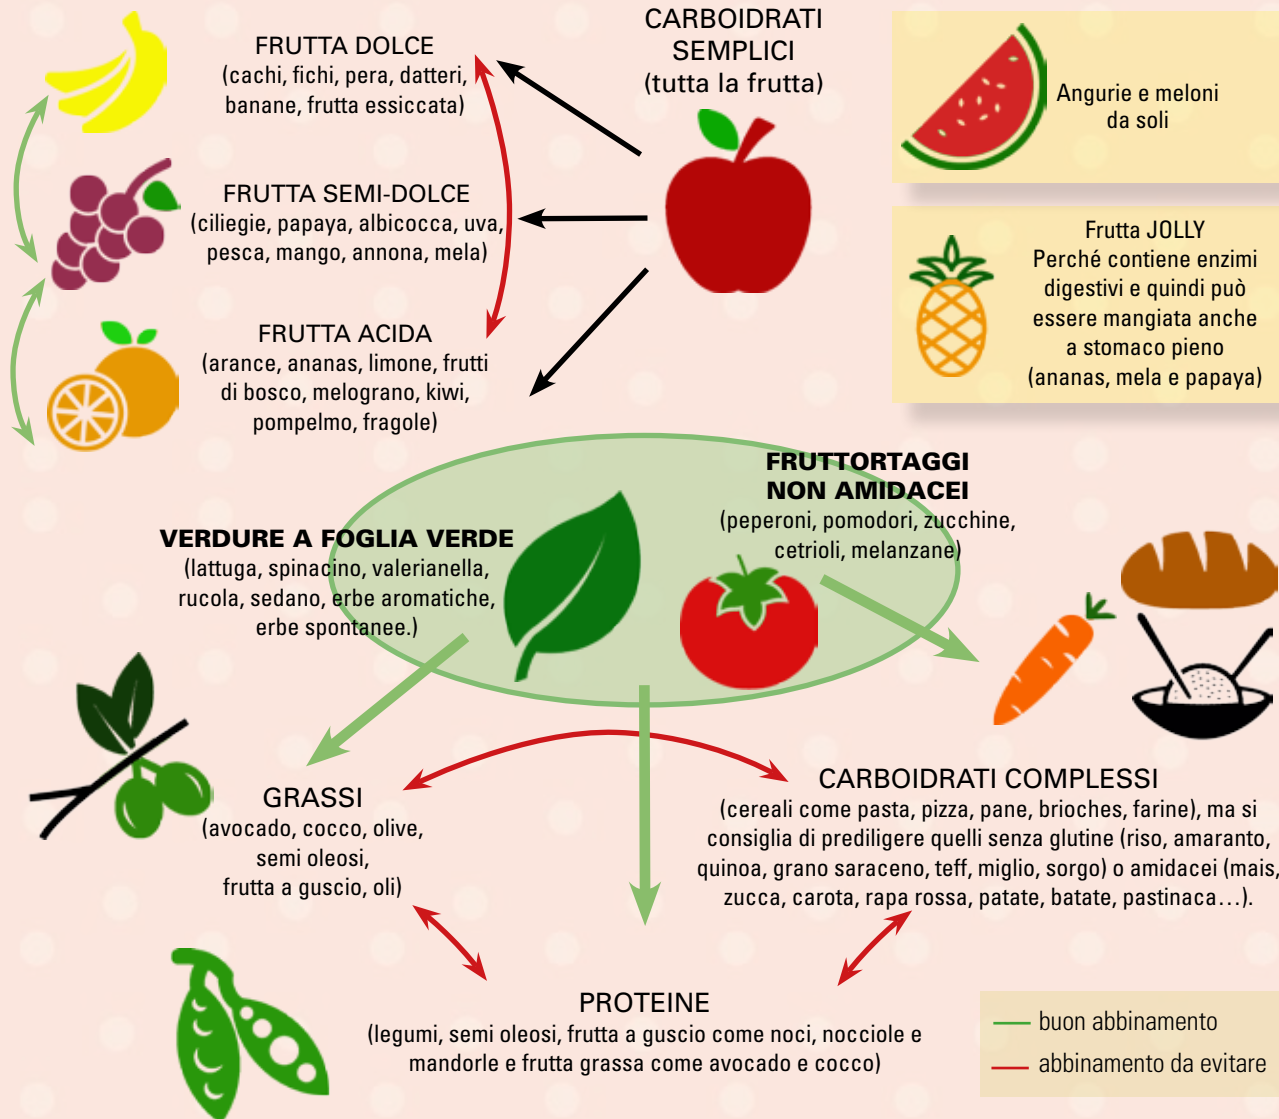 FRUTTA DOLCE
(cachi, fichi, pera, datteri,
banane, frutta essiccata)
CARBOIDRATI
SEMPLICI
(tutta la frutta)
Angurie e meloni
da soli
FRUTTA SEMI-DOLCE
(ciliegie, papaya, albicocca, uva,
pesca, mango, annona, mela)
Frutta JOLLY
Perché contiene enzimi
digestivi e quindi può
essere mangiata anche
a stomaco pieno
(ananas, mela e papaya)
FRUTTA ACIDA
(arance, ananas, limone, frutti
di bosco, melograno, kiwi,
pompelmo, fragole)
VERDURE A FOGLIA VERDE
(lattuga, spinacino, valerianella,
rucola, sedano, erbe aromatiche,
erbe spontanee.)
FRUTTORTAGGI
NON AMIDACEI
(peperoni, pomodori, zucchine,
cetrioli, melanzane)
GRASSI
(avocado, cocco, olive,
semi oleosi,
frutta a guscio, oli)
CARBOIDRATI COMPLESSI
(cereali come pasta, pizza, pane, brioches, farine), ma si
consiglia di prediligere quelli senza glutine (riso, amaranto,
quinoa, grano saraceno, teff, miglio, sorgo) o amidacei (mais,
zucca, carota, rapa rossa, patate, batate, pastinaca…).
PROTEINE
(legumi, semi oleosi, frutta a guscio come noci, nocciole e
mandorle e frutta grassa come avocado e cocco)
buon abbinamento
abbinamento da evitare